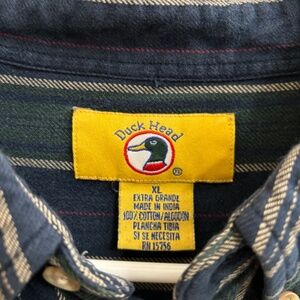 Duck Head
®
XL
EXTRA GRANDE
MADE IN INDIA
100% COTTON/ALGODON
PLANCHA TIBIA
SI SE NECESITA
RN 15756